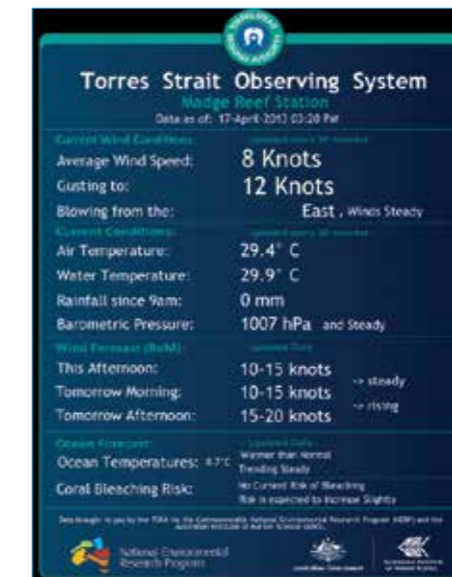 Torres Strait Observing System
Madge Reef Station
Data as of: 17-April-2013 03:20 PM
Current Wind Conditions:
Average Wind Speed: 8 Knots
Gusting to: 12 Knots
Blowing from the: East , Winds Steady
Current Conditions:
Air Temperature: 29.4° C
Water Temperature: 29.9° C
Rainfall since 9am: 0 mm
Barometric Pressure: 1007 hPa and Steady
Wind Forecast (BoM):
This Afternoon: 10-15 knots
-> steady
Tomorrow Morning: 10-15 knots
-> rising
Tomorrow Afternoon: 15-20 knots
Ocean Forecast:
Ocean Temperatures: Warmer than Normal
Trending Steady
Coral Bleaching Risk: No Current Risk of Bleaching
Risk is expected to Increase Slightly
National Environmental
Research Program